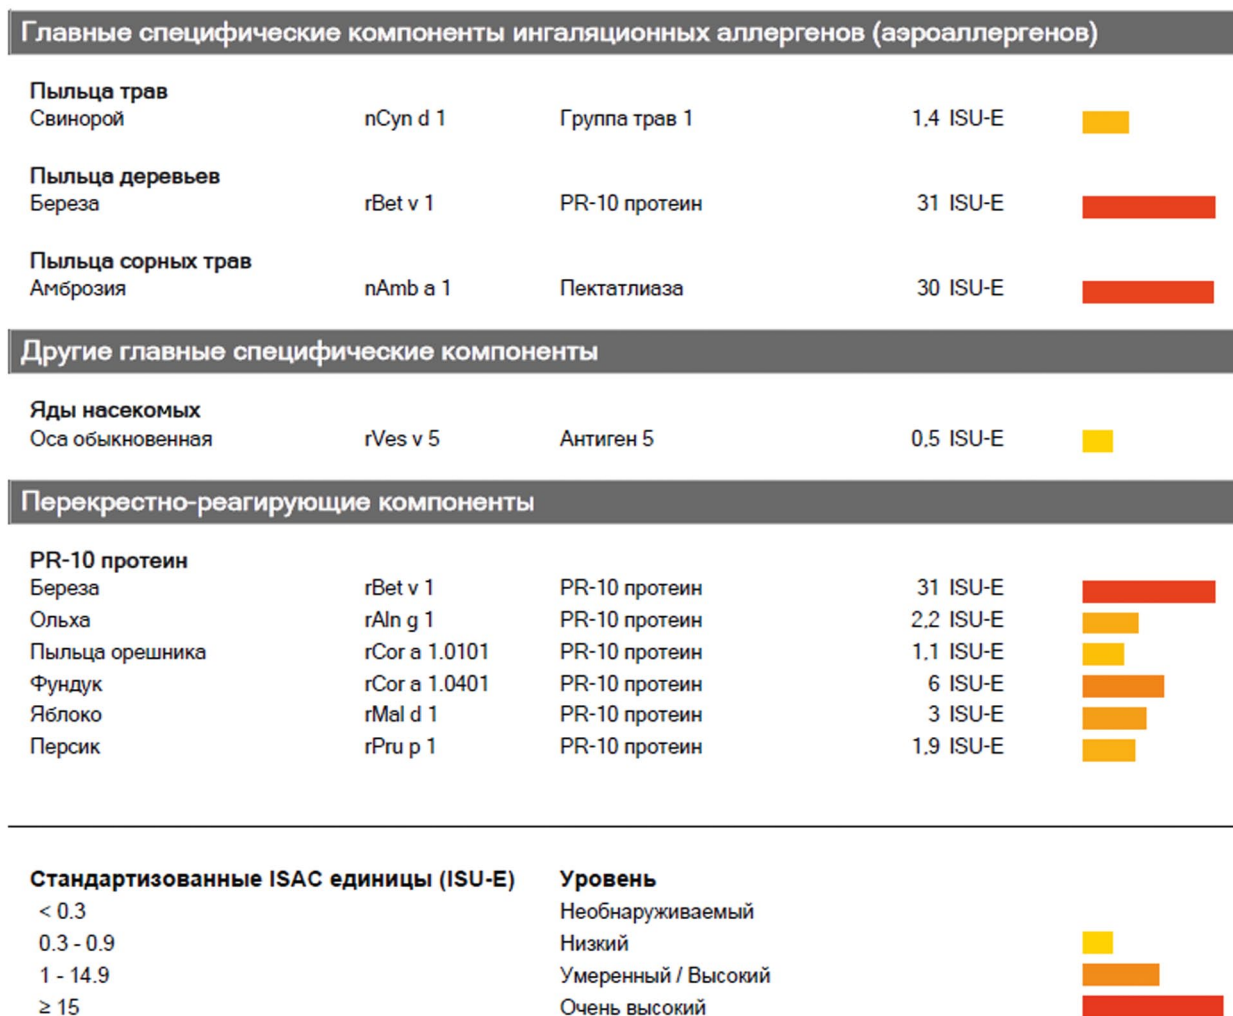 Главные специфические компоненты ингаляционных аллергенов (аэроаллергенов)
Пыльца трав
Свинорой nCyn d 1 Группа трав 1 1,4 ISU-E
Пыльца деревьев
Береза rBet v 1 PR-10 протеин 31 ISU-E
Пыльца сорных трав
Амброзия nAmb a 1 Пектатлиаза 30 ISU-E
Другие главные специфические компоненты
Яды насекомых
Оса обыкновенная rVes v 5 Антиген 5 0,5 ISU-E
Перекрестно-реагирующие компоненты
PR-10 протеин
Береза rBet v 1 PR-10 протеин 31 ISU-E
Ольха rAln g 1 PR-10 протеин 2,2 ISU-E
Пыльца орешника rCor a 1.0101 PR-10 протеин 1,1 ISU-E
Фундук rCor a 1.0401 PR-10 протеин 6 ISU-E
Яблоко rMal d 1 PR-10 протеин 3 ISU-E
Персик rPru p 1 PR-10 протеин 1,9 ISU-E
Стандартизованные ISAC единицы (ISU-E) Уровень
< 0.3 Необнаруживаемый
0.3 - 0.9 Низкий
1 - 14.9 Умеренный / Высокий
≥ 15 Очень высокий